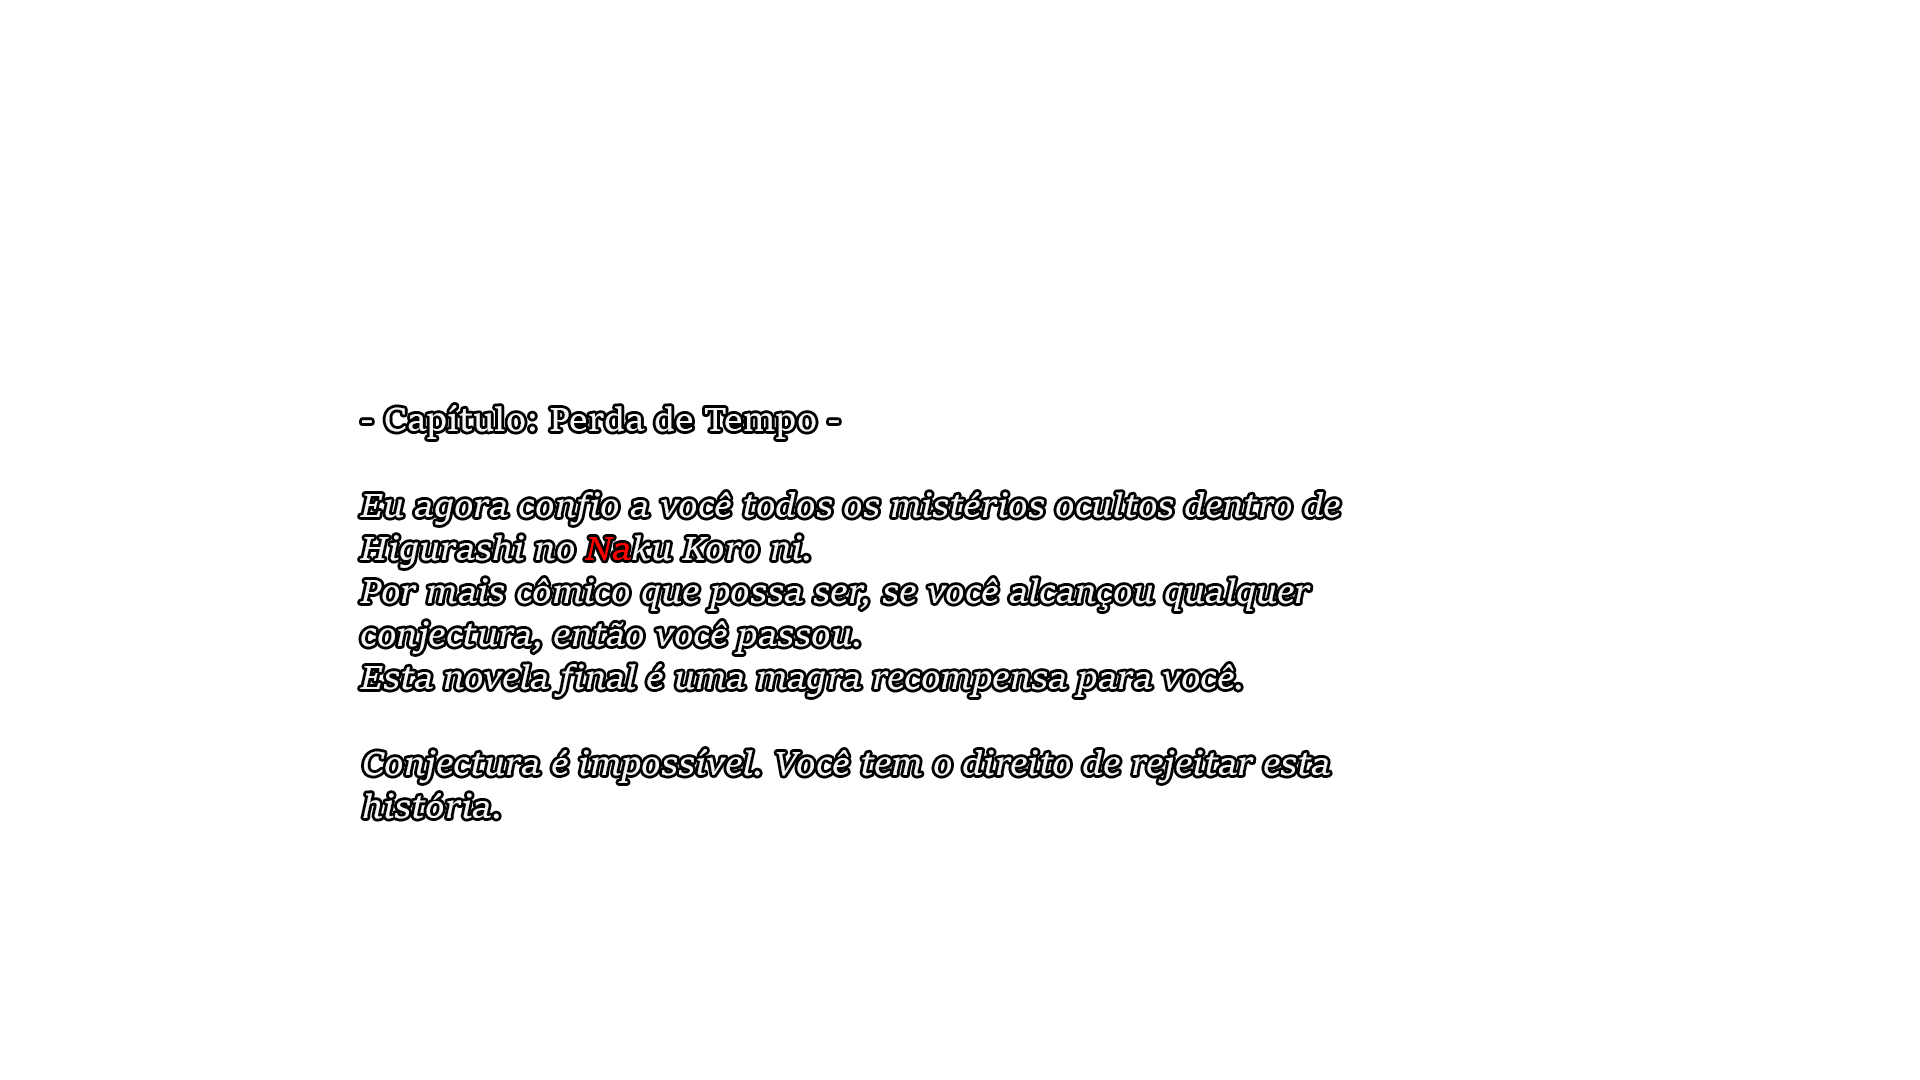 - Capítulo: Perda de Tempo -
Eu agora confio a você todos os mistérios ocultos dentro de
Higurashi no Naku Koro ni.
Por mais cômico que possa ser, se você alcançou qualquer
conjectura, então você passou.
Esta novela final é uma magra recompensa para você.
Conjectura é impossível. Você tem o direito de rejeitar esta
história.